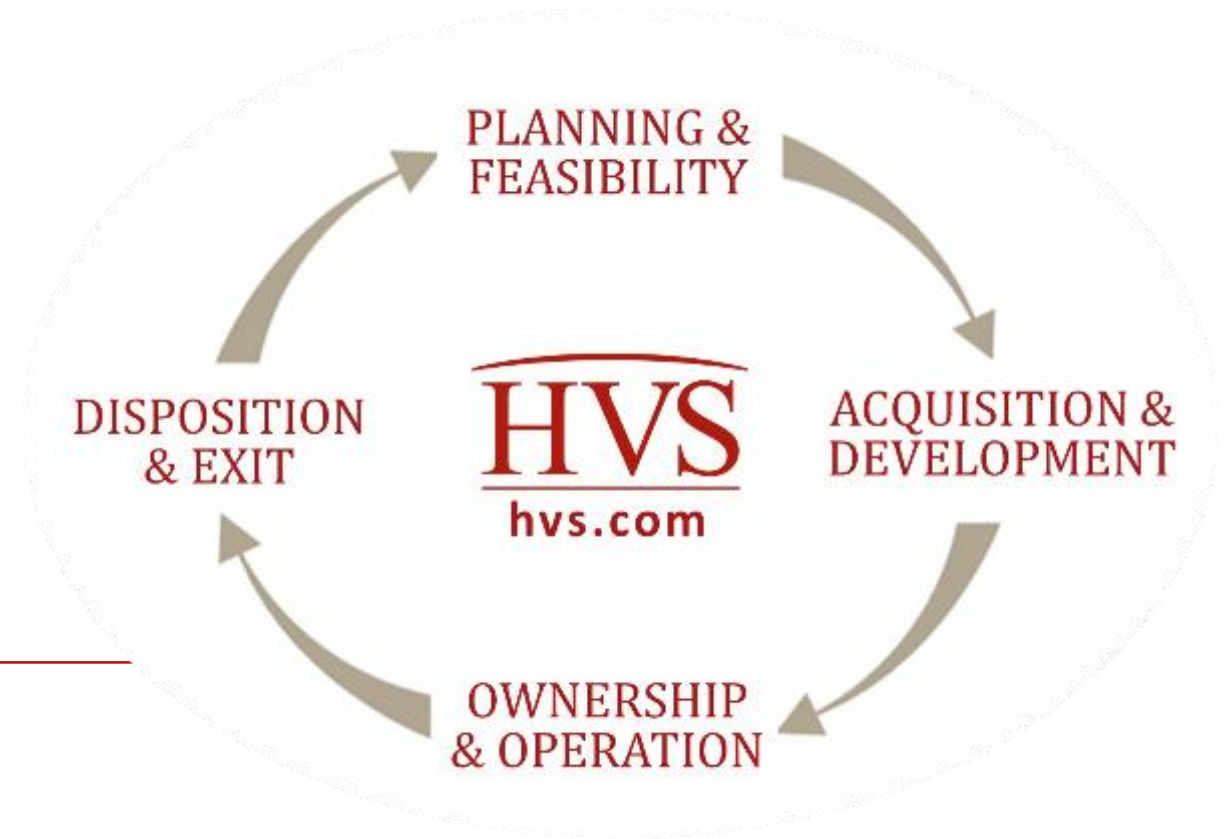 PLANNING &
FEASIBILITY
ACQUISITION &
DEVELOPMENT
OWNERSHIP
& OPERATION
DISPOSITION
& EXIT
HVS
hvs.com